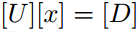 [U][x] = [D]